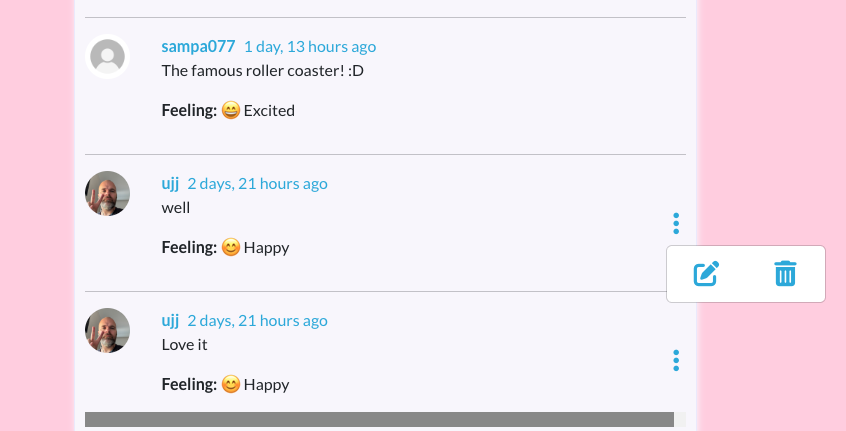 sampa077 1 day, 13 hours ago
The famous roller coaster! :D
Feeling: 😄 Excited
ujj 2 days, 21 hours ago
well
Feeling: 😊 Happy
ujj 2 days, 21 hours ago
Love it
Feeling: 😊 Happy